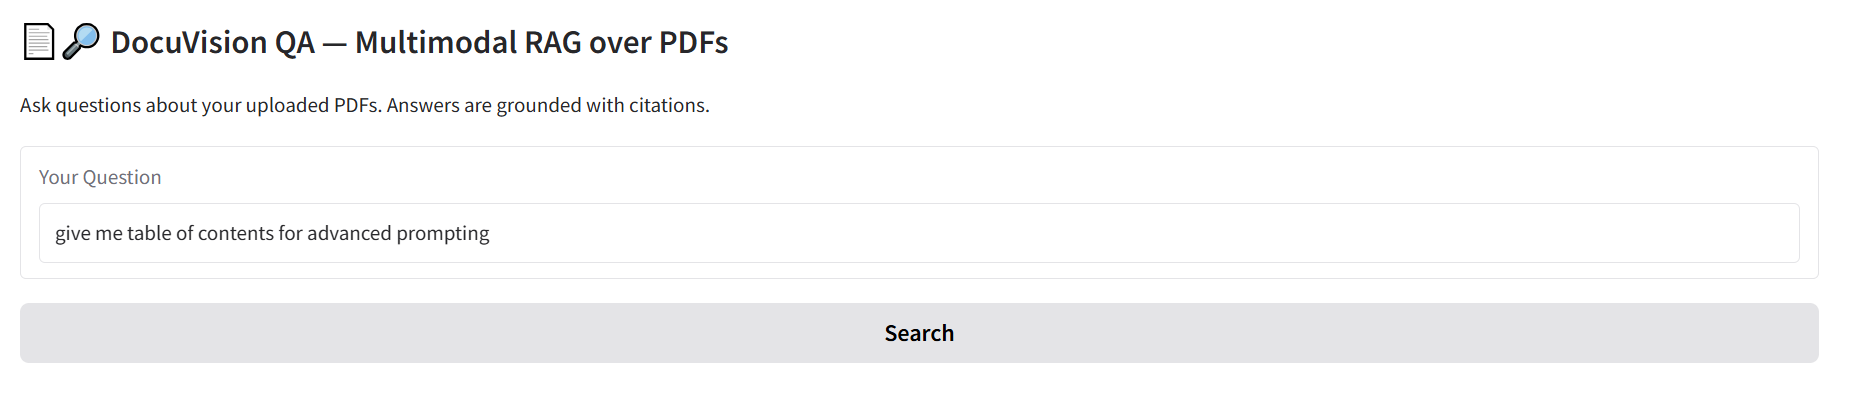 DocuVision QA — Multimodal RAG over PDFs
Ask questions about your uploaded PDFs. Answers are grounded with citations.
Your Question
give me table of contents for advanced prompting
Search